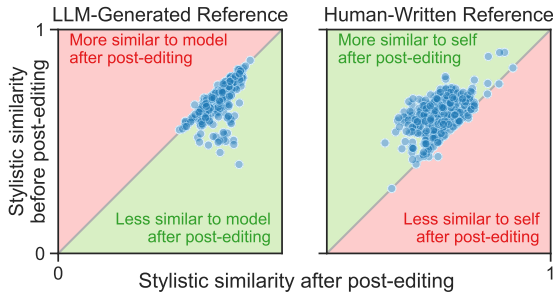 LLM-Generated Reference
Human-Written Reference
1
More similar to model
after post-editing
More similar to self
after post-editing
Stylistic similarity
before post-editing
Less similar to model
after post-editing
Less similar to self
after post-editing
0
0
1
Stylistic similarity after post-editing